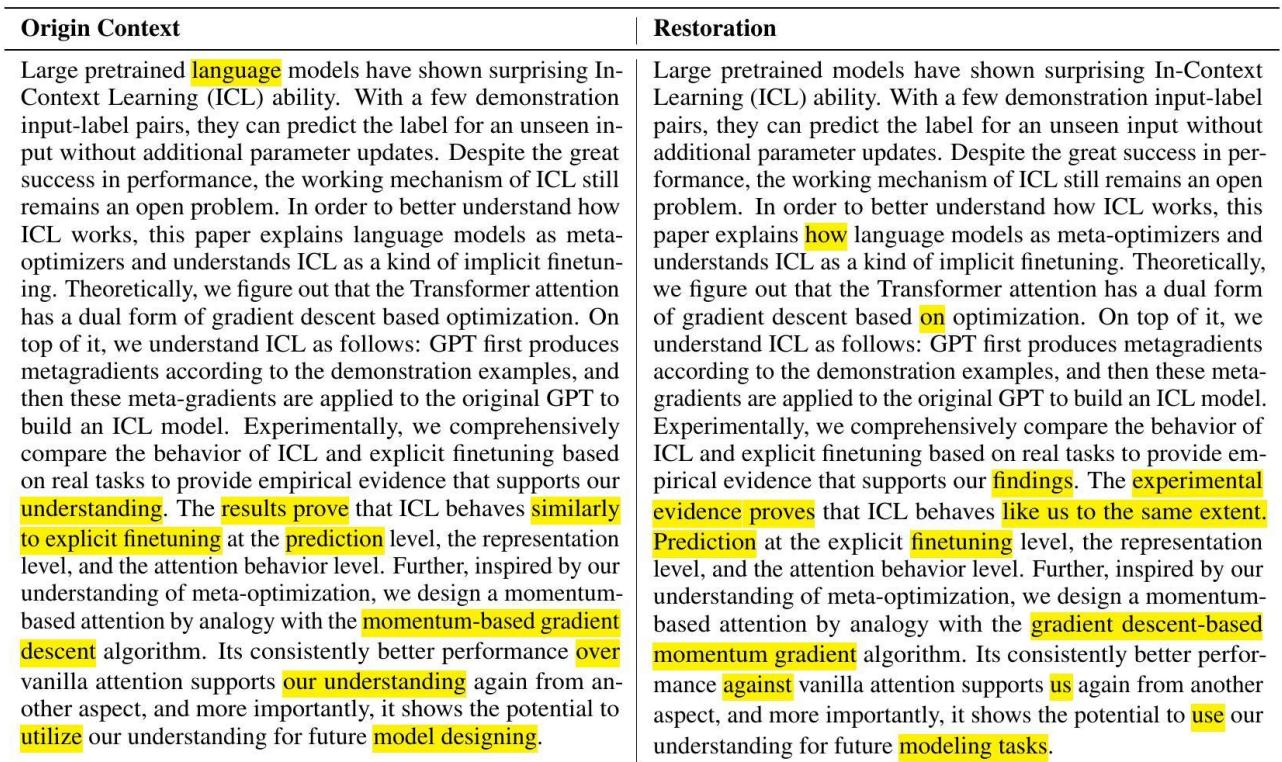 Origin Context
Large pretrained language models have shown surprising In-
Context Learning (ICL) ability. With a few demonstration
input-label pairs, they can predict the label for an unseen in-
put without additional parameter updates. Despite the great
success in performance, the working mechanism of ICL still
remains an open problem. In order to better understand how
ICL works, this paper explains language models as meta-
optimizers and understands ICL as a kind of implicit finetun-
ing. Theoretically, we figure out that the Transformer attention
has a dual form of gradient descent based optimization. On
top of it, we understand ICL as follows: GPT first produces
metagradients according to the demonstration examples, and
then these meta-gradients are applied to the original GPT to
build an ICL model. Experimentally, we comprehensively
compare the behavior of ICL and explicit finetuning based
on real tasks to provide empirical evidence that supports our
understanding. The results prove that ICL behaves similarly
to explicit finetuning at the prediction level, the representation
level, and the attention behavior level. Further, inspired by our
understanding of meta-optimization, we design a momentum-
based attention by analogy with the momentum-based gradient
descent algorithm. Its consistently better performance over
vanilla attention supports our understanding again from an-
other aspect, and more importantly, it shows the potential to
utilize our understanding for future model designing.
Restoration
Large pretrained models have shown surprising In-Context
Learning (ICL) ability. With a few demonstration input-label
pairs, they can predict the label for an unseen input without
additional parameter updates. Despite the great success in per-
formance, the working mechanism of ICL still remains an open
problem. In order to better understand how ICL works, this
paper explains how language models as meta-optimizers and
understands ICL as a kind of implicit finetuning. Theoretically,
we figure out that the Transformer attention has a dual form
of gradient descent based on optimization. On top of it, we
understand ICL as follows: GPT first produces metagradients
according to the demonstration examples, and then these meta-
gradients are applied to the original GPT to build an ICL model.
Experimentally, we comprehensively compare the behavior of
ICL and explicit finetuning based on real tasks to provide em-
pirical evidence that supports our findings. The experimental
evidence proves that ICL behaves like us to the same extent.
Prediction at the explicit finetuning level, the representation
level, and the attention behavior level. Further, inspired by our
understanding of meta-optimization, we design a momentum-
based attention by analogy with the gradient descent-based
momentum gradient algorithm. Its consistently better perfor-
mance against vanilla attention supports us again from another
aspect, and more importantly, it shows the potential to use our
understanding for future modeling tasks.